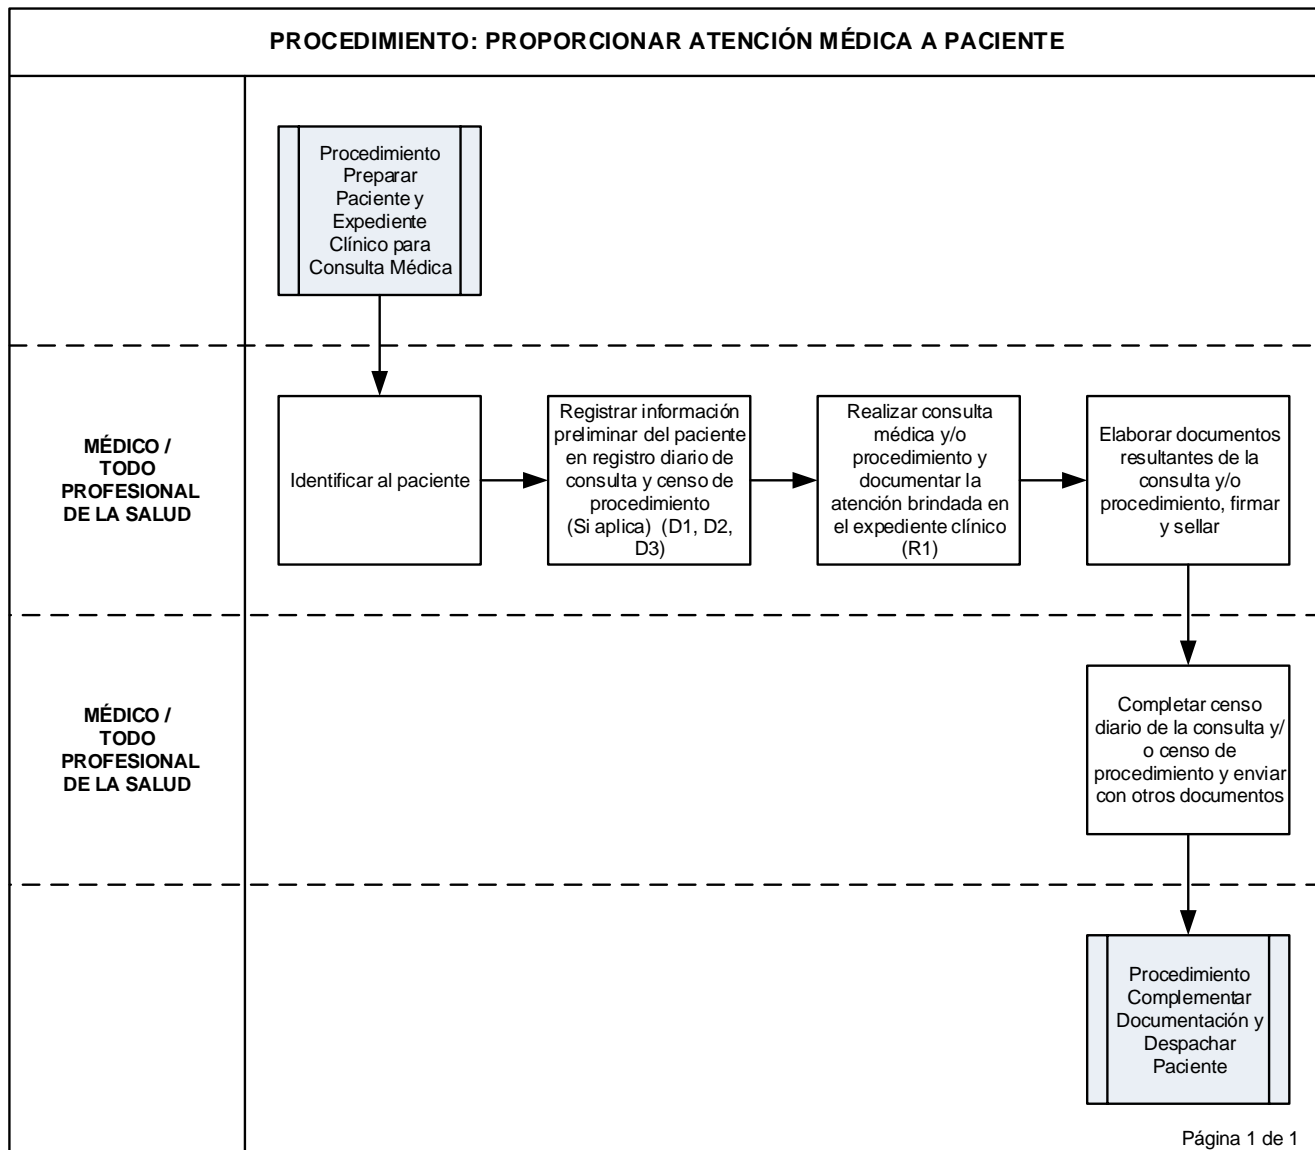 PROCEDIMIENTO: PROPORCIONAR ATENCIÓN MÉDICA A PACIENTE
Procedimiento
Preparar
Paciente y
Expediente
Clínico para
Consulta Médica
MÉDICO /
TODO
PROFESIONAL
DE LA SALUD
Identificar al paciente
Registrar información
preliminar del paciente
en registro diario de
consulta y censo de
procedimiento
(Si aplica) (D1, D2,
D3)
Realizar consulta
médica y/o
procedimiento y
documentar la
atención brindada en
el expediente clínico
(R1)
Elaborar documentos
resultantes de la
consulta y/o
procedimiento, firmar
y sellar
MÉDICO /
TODO
PROFESIONAL
DE LA SALUD
Completar censo
diario de la consulta y/
o censo de
procedimiento y enviar
con otros documentos
Procedimiento
Complementar
Documentación y
Despachar
Paciente
Página 1 de 1